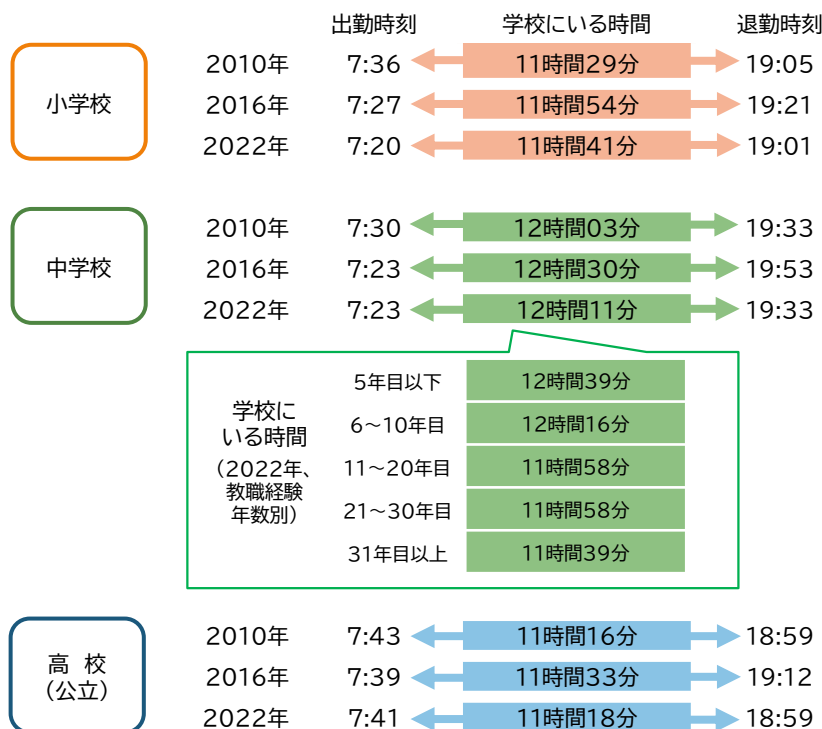 出勤時刻 学校にいる時間 退勤時刻
小学校
2010年 7:36 11時間29分 19:05
2016年 7:27 11時間54分 19:21
2022年 7:20 11時間41分 19:01
中学校
2010年 7:30 12時間03分 19:33
2016年 7:23 12時間30分 19:53
2022年 7:23 12時間11分 19:33
学校に
いる時間
（2022年、
教職経験
年数別）
5年目以下 12時間39分
6～10年目 12時間16分
11～20年目 11時間58分
21～30年目 11時間58分
31年目以上 11時間39分
高 校
（公立）
2010年 7:43 11時間16分 18:59
2016年 7:39 11時間33分 19:12
2022年 7:41 11時間18分 18:59